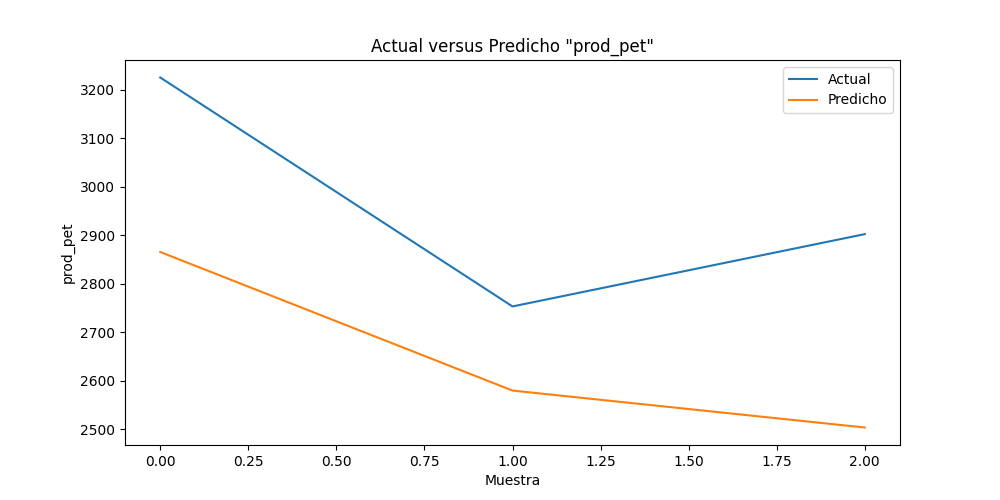 Actual versus Predicho "prod_pet"
Actual
Predicho
prod_pet
3200
3100
3000
2900
2800
2700
2600
2500
0.00 0.25 0.50 0.75 1.00 1.25 1.50 1.75 2.00
Muestra